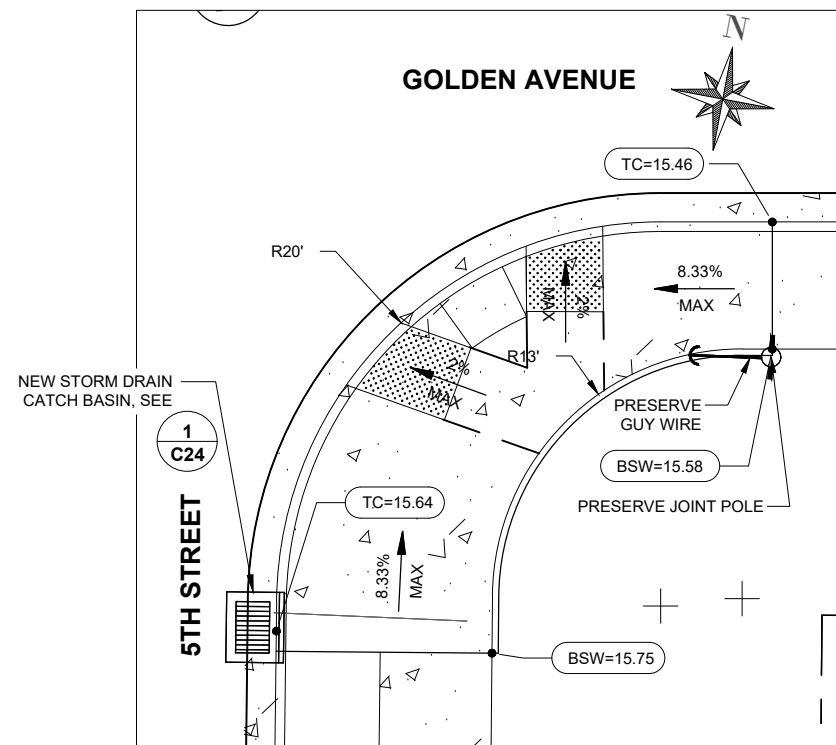 N
GOLDEN AVENUE
TC=15.46
R20'
8.33%
MAX
2%
MAX
2%
MAX
R13'
NEW STORM DRAIN
CATCH BASIN, SEE
1
C24
PRESERVE
GUY WIRE
BSW=15.58
PRESERVE JOINT POLE
TC=15.64
5TH STREET
8.33%
MAX
BSW=15.75